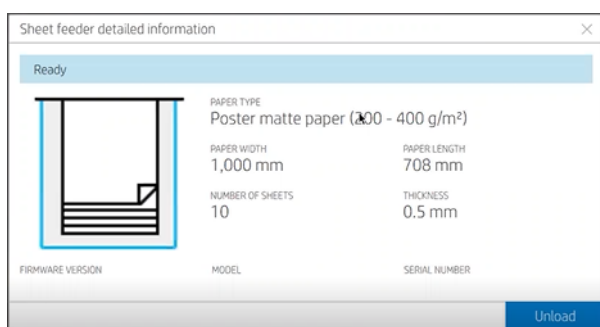 Sheet feeder detailed information
Ready
PAPER TYPE
Poster matte paper (200 - 400 g/m²)
PAPER WIDTH
PAPER LENGTH
1,000 mm
708 mm
NUMBER OF SHEETS
THICKNESS
10
0.5 mm
FIRMWARE VERSION
MODEL
SERIAL NUMBER
Unload